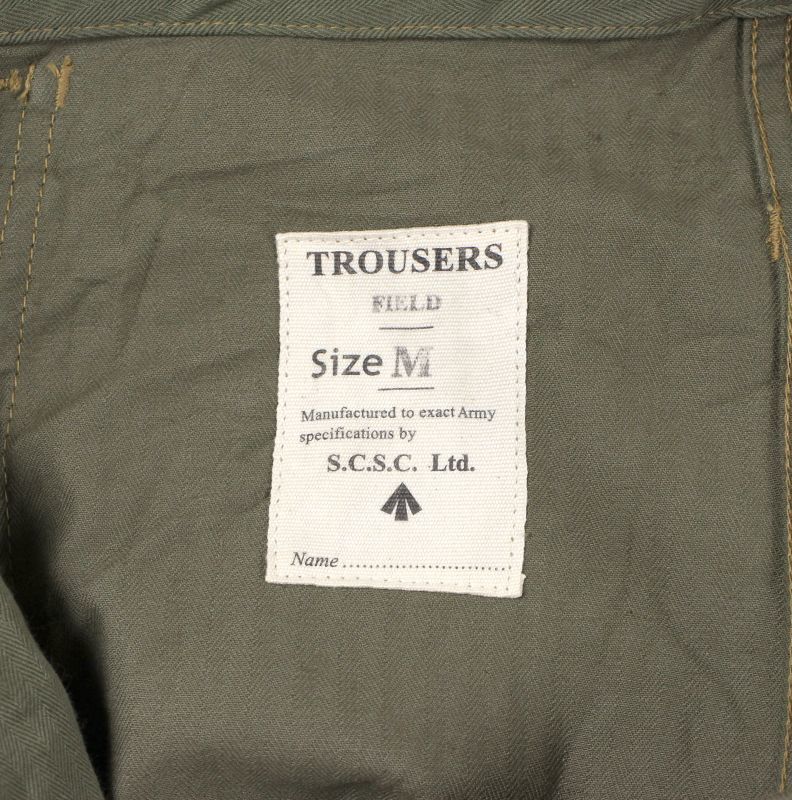 TROUSERS
FIELD
Size M
Manufactured to exact Army
specifications by
S.C.S.C. Ltd.
Name..............................